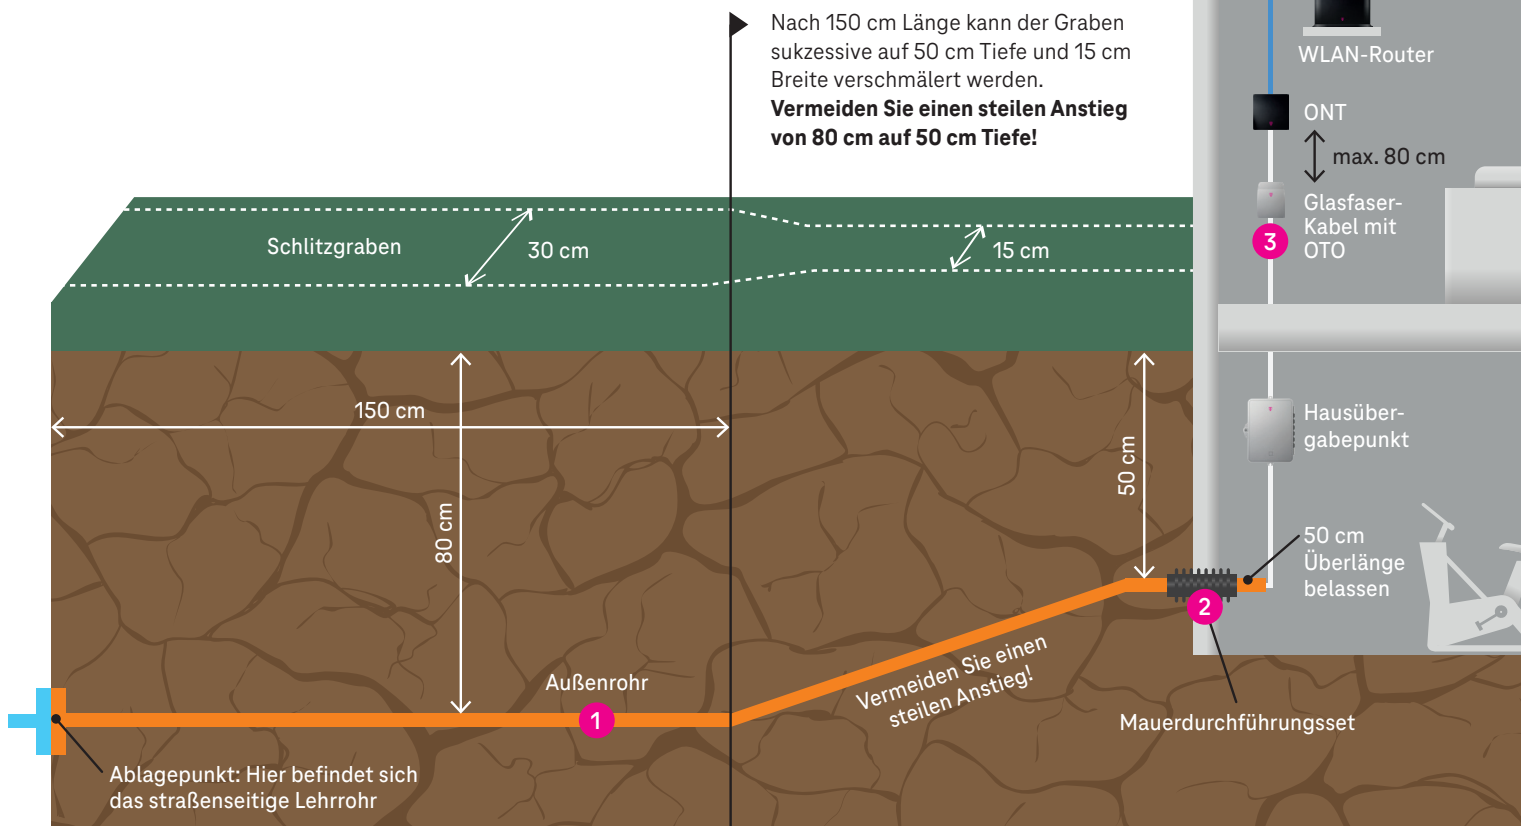 Nach 150 cm Länge kann der Graben
sukzessive auf 50 cm Tiefe und 15 cm
Breite verschmälert werden.
Vermeiden Sie einen steilen Anstieg
von 80 cm auf 50 cm Tiefe!
WLAN-Router
ONT
max. 80 cm
Glasfaser-
Kabel mit
OTO
3
Schlitzgraben
30 cm
15 cm
150 cm
80 cm
50 cm
Hausüber-
gabepunkt
50 cm
Überlänge
belassen
2
Vermeiden Sie einen
steilen Anstieg!
Mauerdurchführungsset
Außenrohr
1
Ablagepunkt: Hier befindet sich
das straßenseitige Lehrrohr